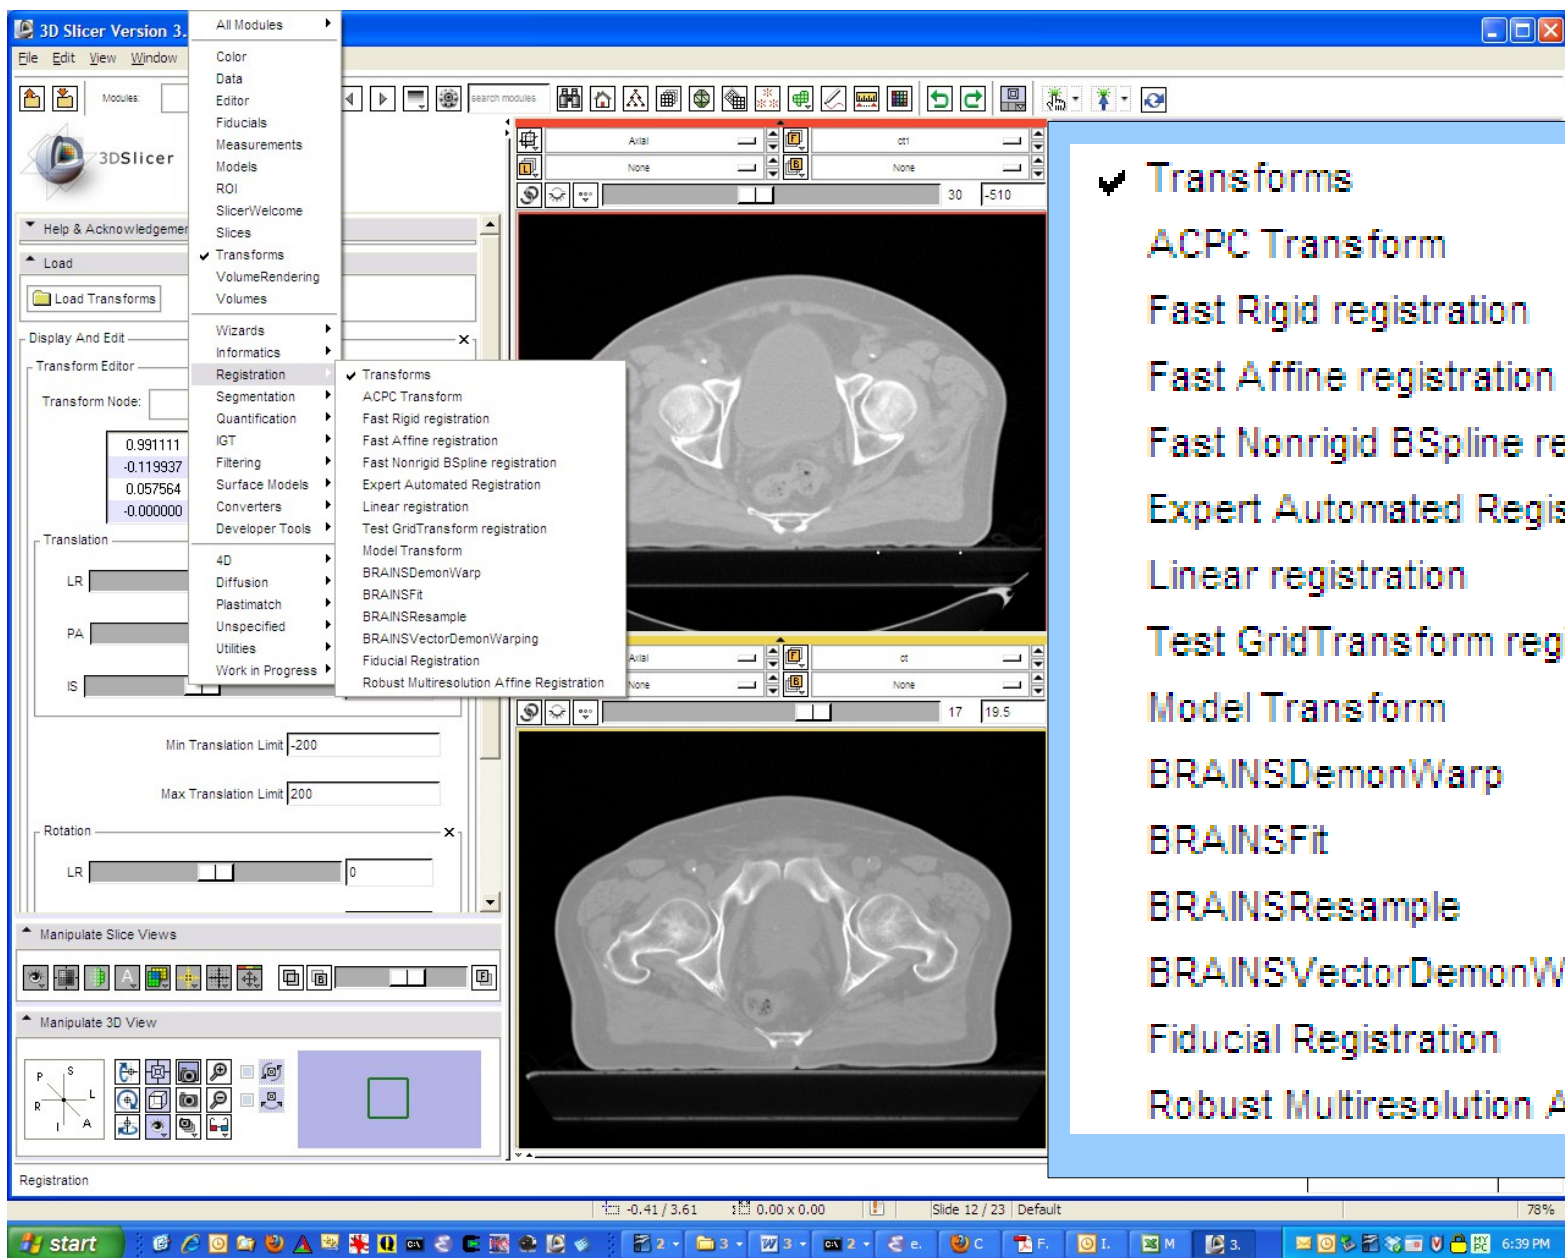 3D Slicer Version 3.
File Edit View Window
Modules:
search modules
3DSlicer
Help & Acknowledgemer
Load
Load Transforms
Display And Edit
Transform Editor
Transform Node:
0.991111
-0.119937
0.057564
-0.000000
Translation
LR
PA
IS
Min Translation Limit -200
Max Translation Limit 200
Rotation
LR 0
Manipulate Slice Views
Manipulate 3D View
P S
R L
I A
Registration
All Modules
Color
Data
Editor
Fiducials
Measurements
Models
ROI
SlicerWelcome
Slices
Transforms
VolumeRendering
Volumes
Wizards
Informatics
Registration
Segmentation
Quantification
IGT
Filtering
Surface Models
Converters
Developer Tools
4D
Diffusion
Plastimatch
Unspecified
Utilities
Work in Progress
Transforms
ACPC Transform
Fast Rigid registration
Fast Affine registration
Fast Nonrigid BSpline registration
Expert Automated Registration
Linear registration
Test GridTransform registration
Model Transform
BRAINSDemonWarp
BRAINSFit
BRAINSResample
BRAINSVectorDemonWarping
Fiducial Registration
Robust Multiresolution Affine Registration
Axial F ct1
L None B None
30 -510
Axial F ct
None B None
17 19.5
Transforms
ACPC Transform
Fast Rigid registration
Fast Affine registration
Fast Nonrigid BSpline re
Expert Automated Regis
Linear registration
Test GridTransform regi
Model Transform
BRAINSDemonWarp
BRAINSFit
BRAINSResample
BRAINSVectorDemonW
Fiducial Registration
Robust Multiresolution A
-0.41 / 3.61 0.00 x 0.00 Slide 12 / 23 Default 78%
start 2 3 3 2 e. C F. I. M 3. 6:39 PM